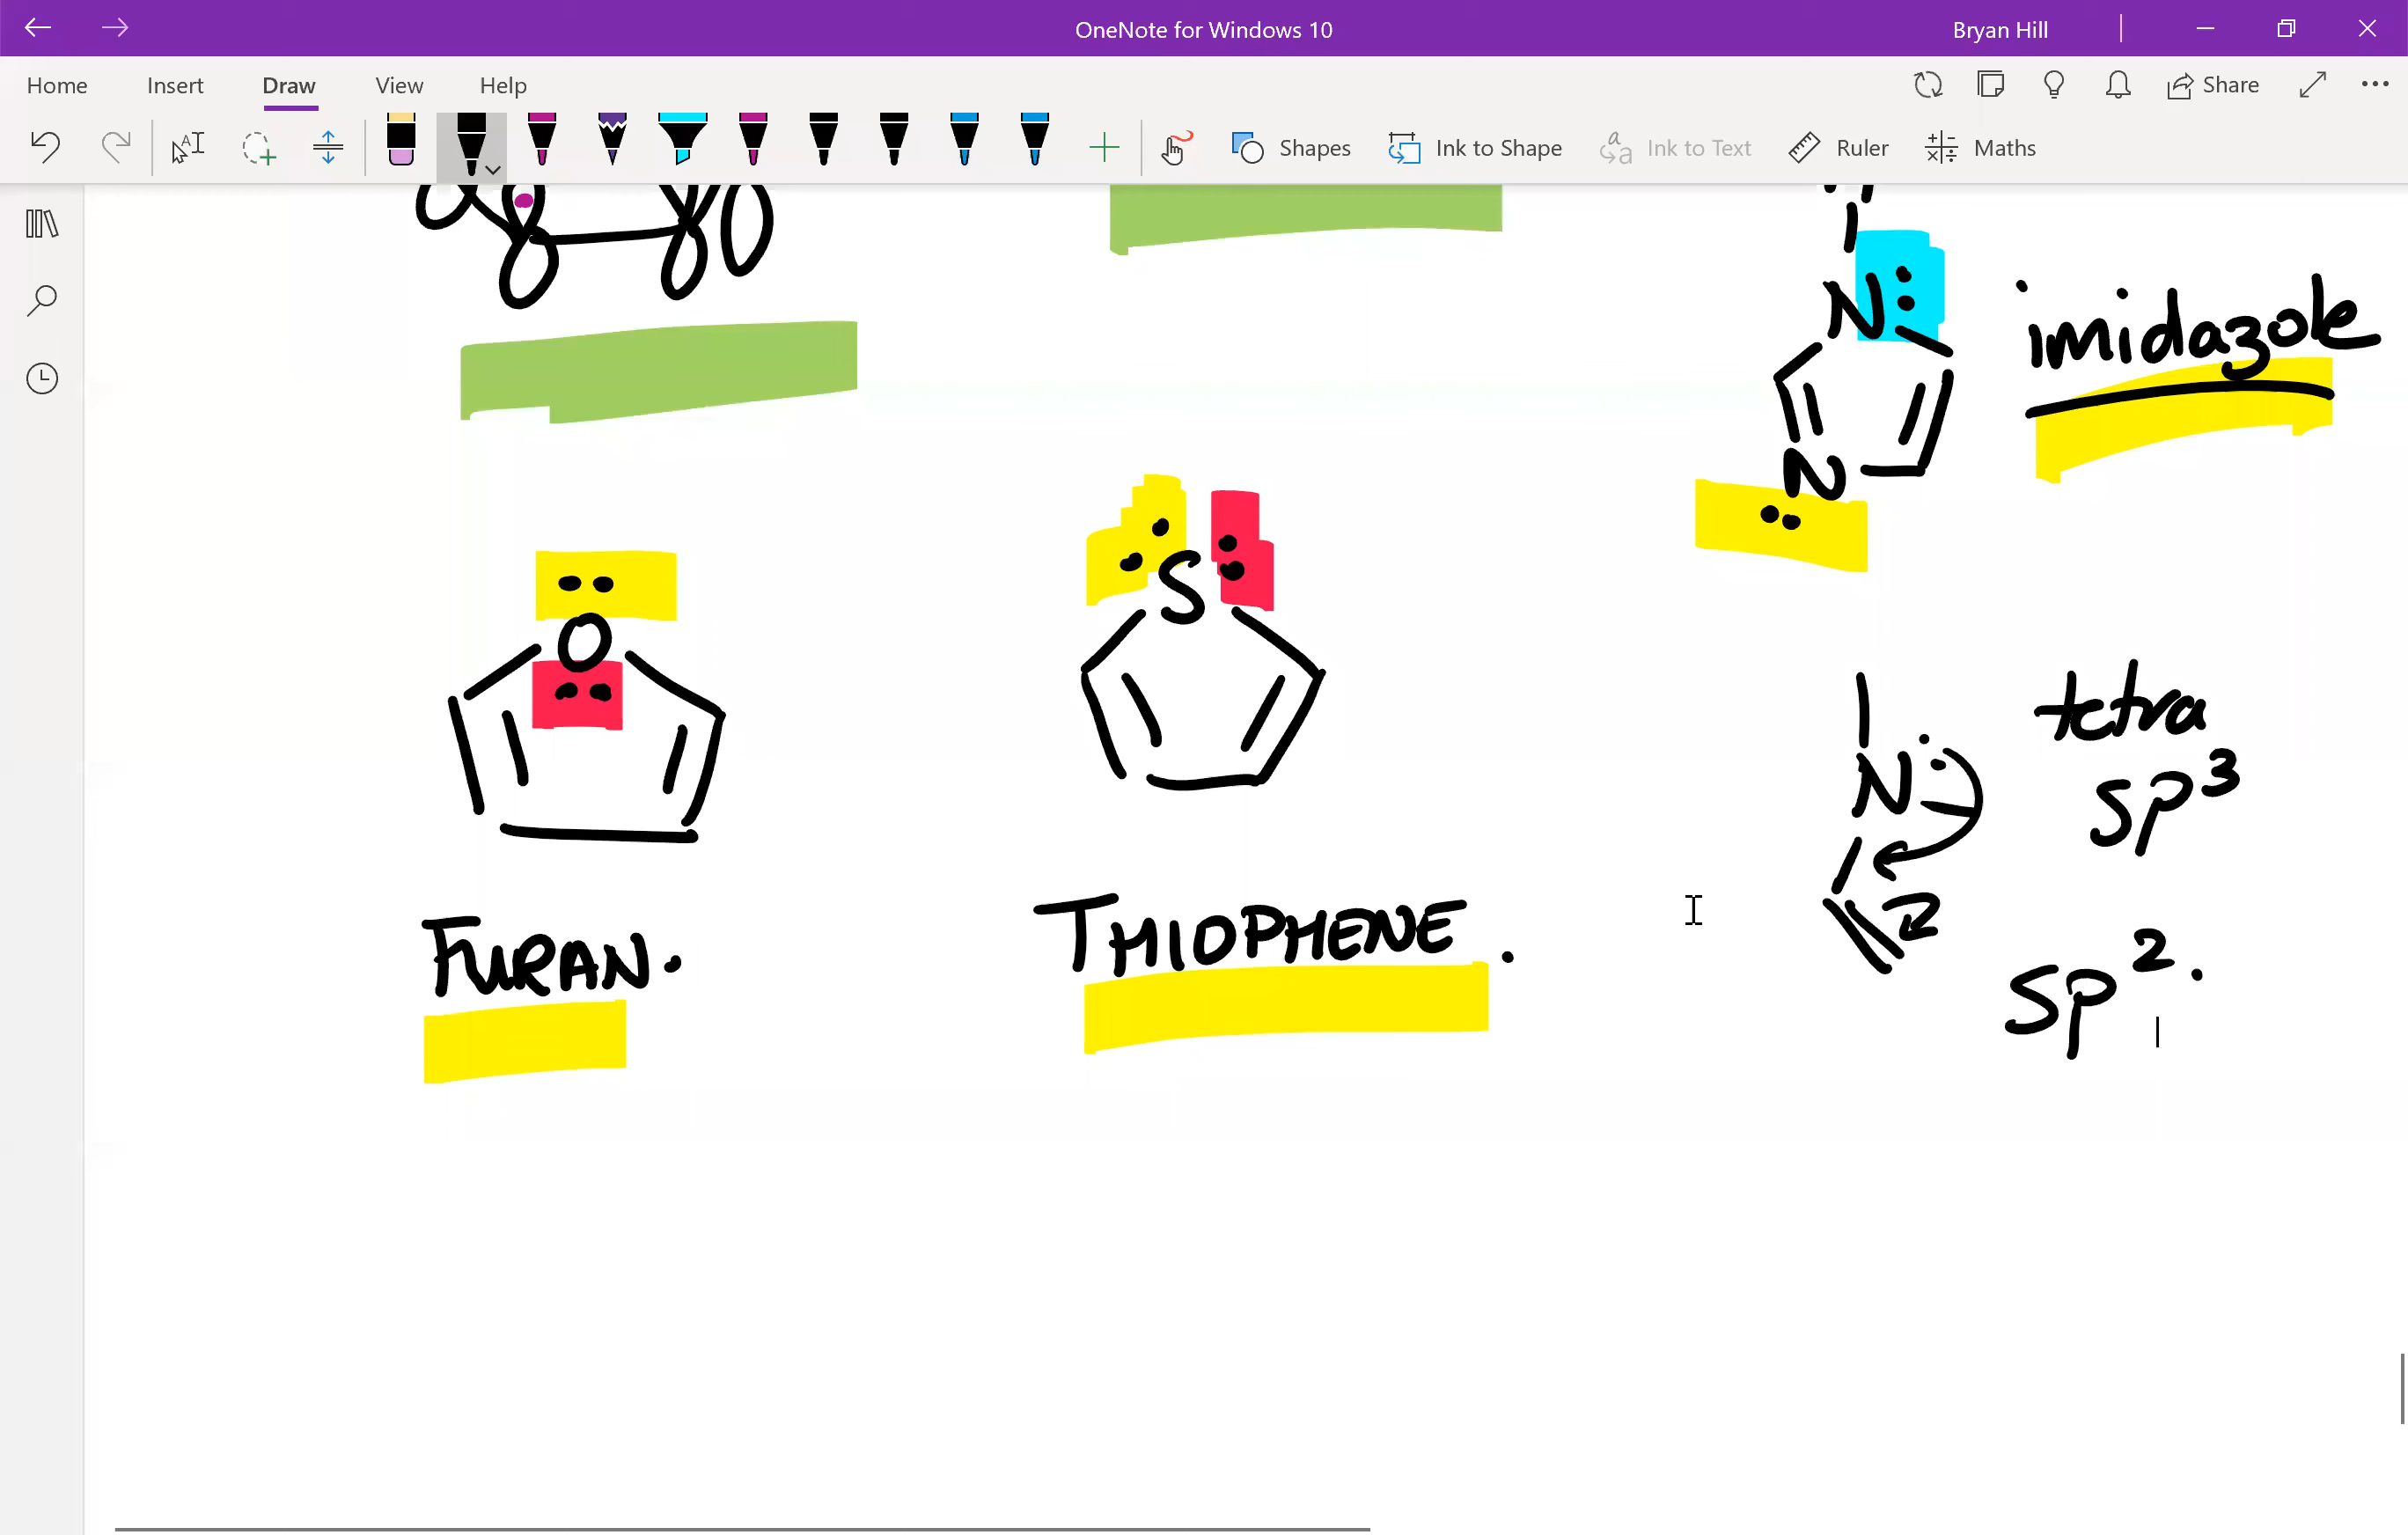 OneNote for Windows 10
Bryan Hill
Home Insert Draw View Help
Share
Shapes Ink to Shape Ink to Text Ruler Maths
N:
imidazole
N
S
O
N:
tetra
sp³
FURAN.
THIOPHENE.
sp².